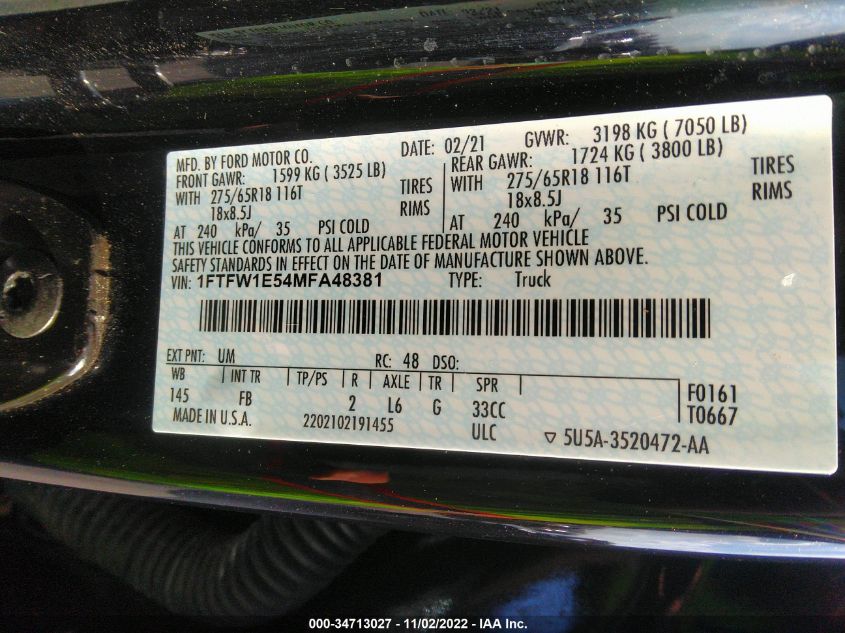 MFD. BY FORD MOTOR CO. DATE: 02/21 GVWR: 3198 KG ( 7050 LB)
FRONT GAWR: 1599 KG ( 3525 LB) REAR GAWR: 1724 KG ( 3800 LB)
WITH 275/65R18 116T TIRES WITH 275/65R18 116T TIRES
18x8.5J RIMS 18x8.5J RIMS
AT 240 kPa/ 35 PSI COLD AT 240 kPa/ 35 PSI COLD
THIS VEHICLE CONFORMS TO ALL APPLICABLE FEDERAL MOTOR VEHICLE
SAFETY STANDARDS IN EFFECT ON THE DATE OF MANUFACTURE SHOWN ABOVE.
VIN: 1FTFW1E54MFA48381 TYPE: Truck
EXT PNT: UM RC: 48 DSO:
WB INT TR TP/PS R AXLE TR SPR F0161
145 FB 2 L6 G 33CC T0667
MADE IN U.S.A. 2202102191455 ULC 5U5A-3520472-AA
000-34713027 - 11/02/2022 - IAA Inc.